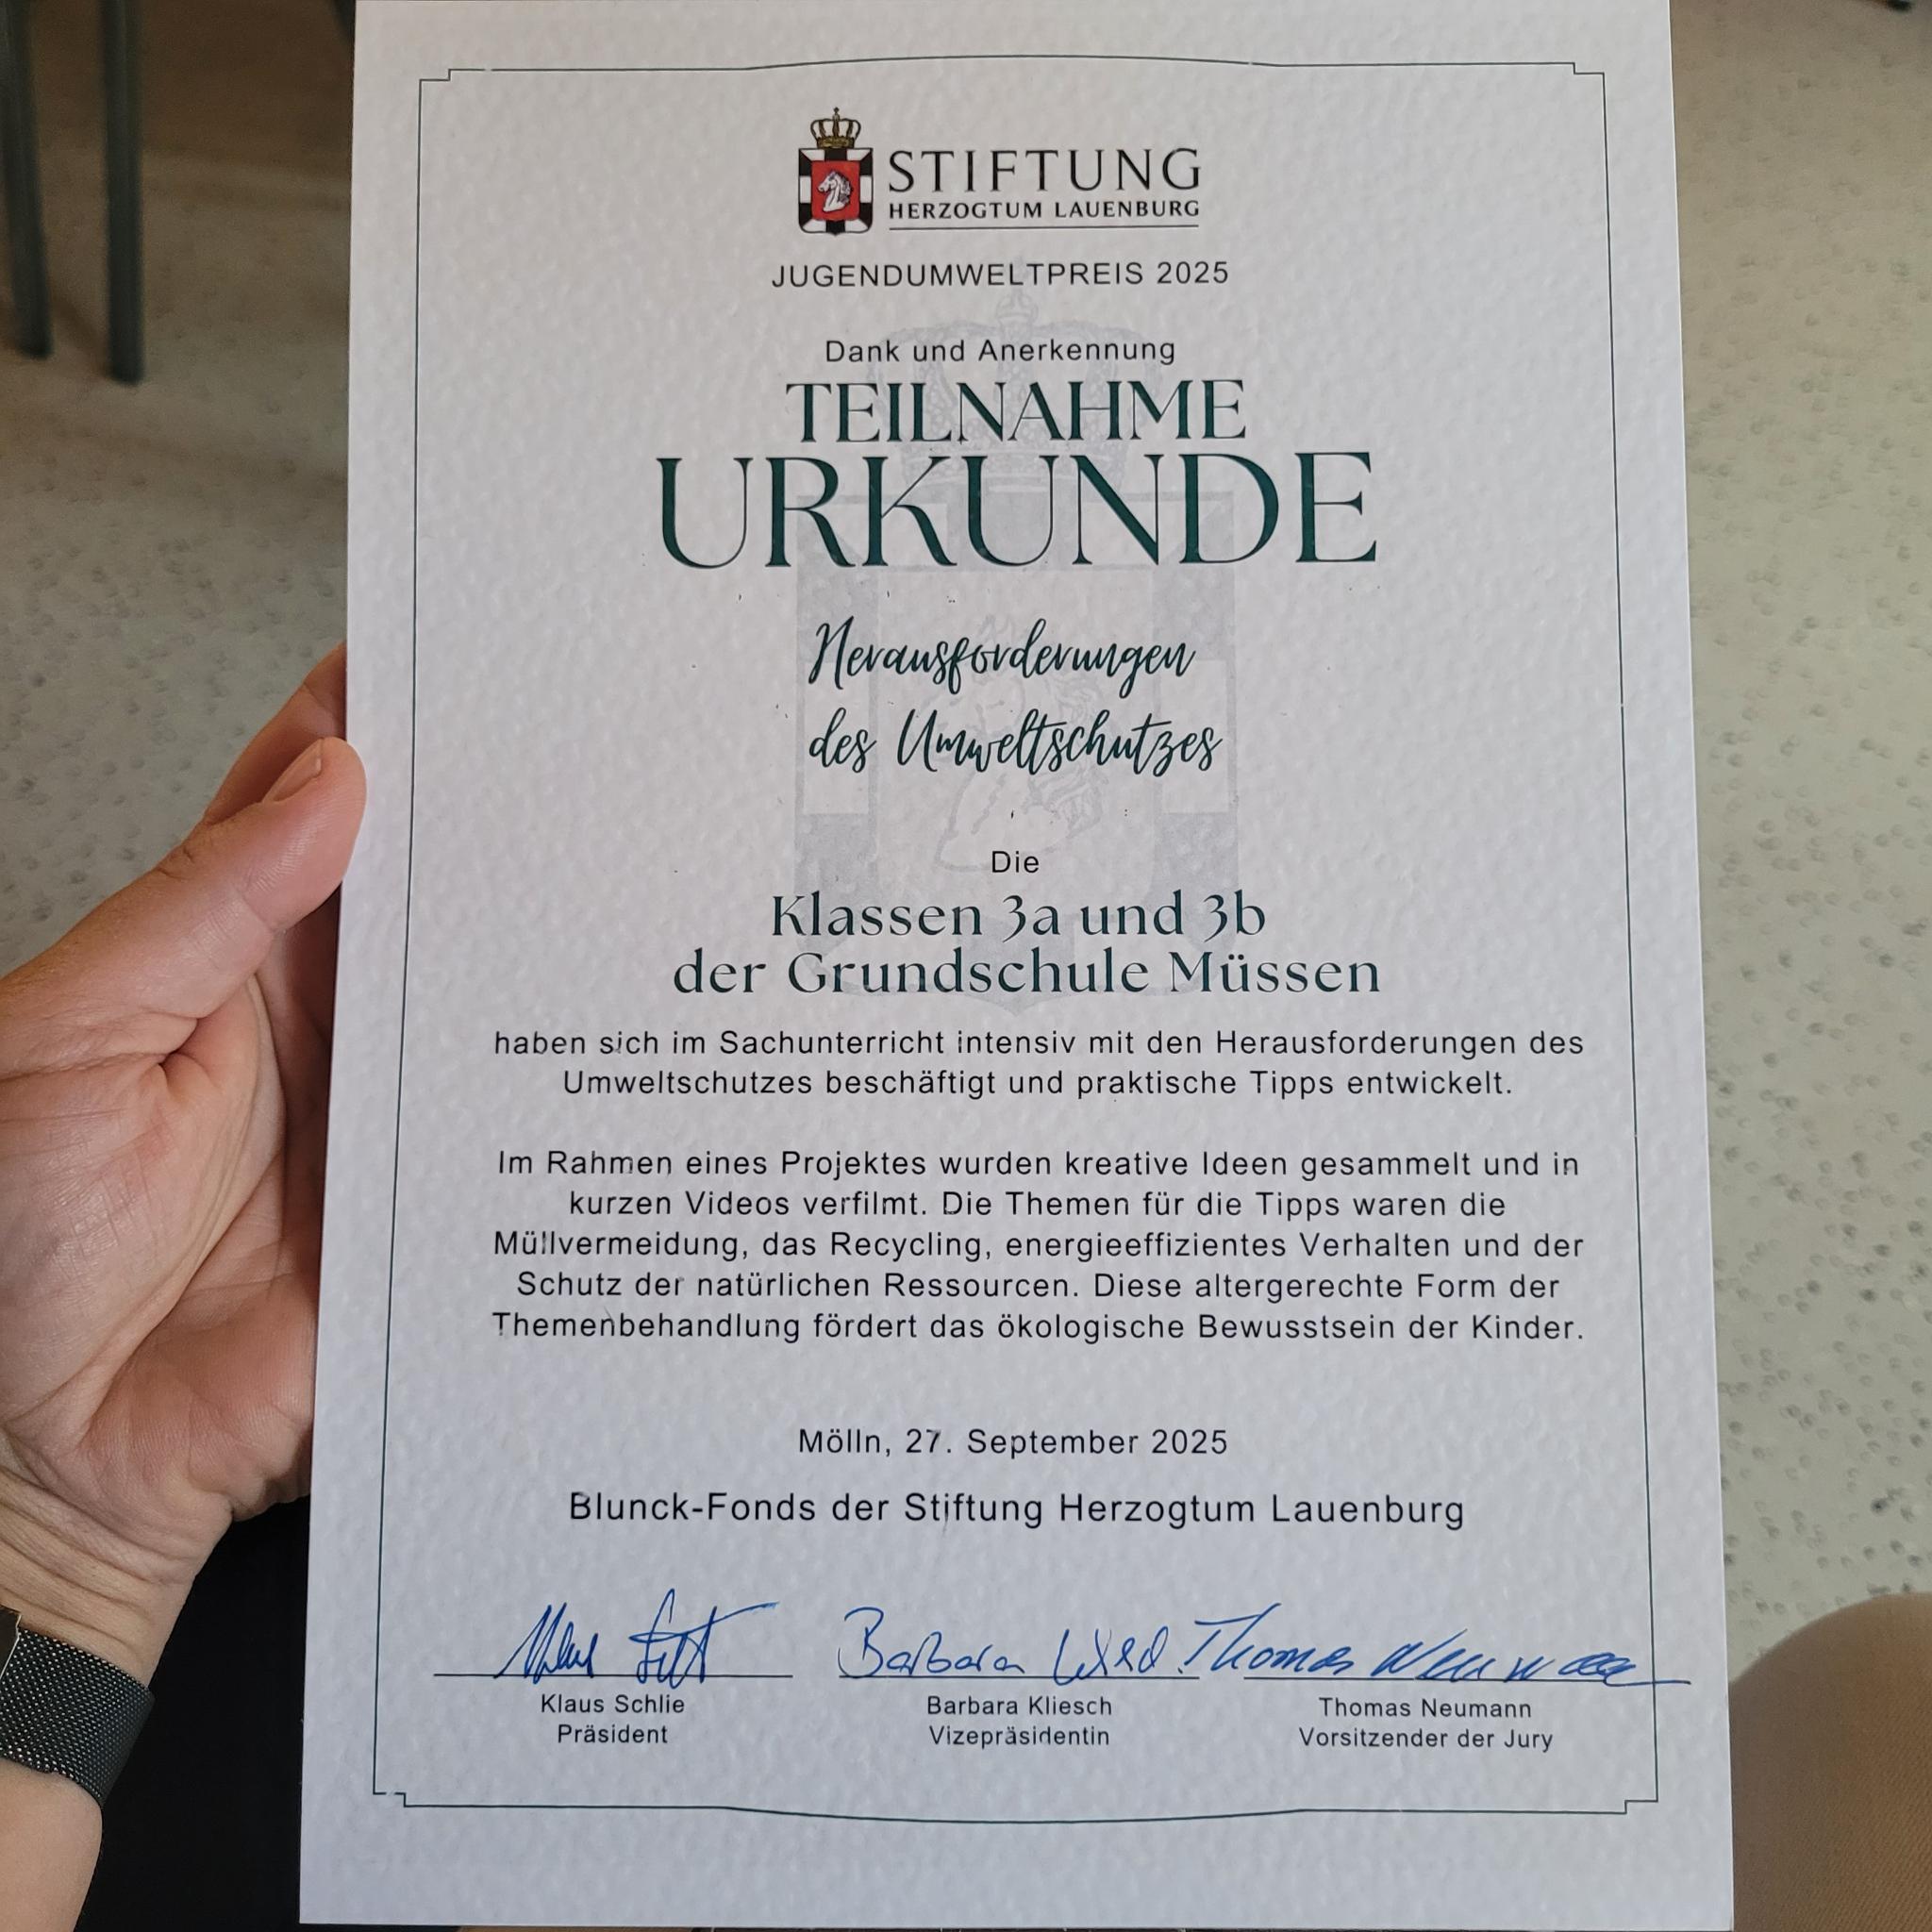 STIFTUNG
HERZOGTUM LAUENBURG
JUGENDUMWELTPREIS 2025
Dank und Anerkennung
TEILNAHME
URKUNDE
Herausforderungen
des Umweltschutzes
Die
Klassen 3a und 3b
der Grundschule Müssen
haben sich im Sachunterricht intensiv mit den Herausforderungen des
Umweltschutzes beschäftigt und praktische Tipps entwickelt.
Im Rahmen eines Projektes wurden kreative Ideen gesammelt und in
kurzen Videos verfilmt. Die Themen für die Tipps waren die
Müllvermeidung, das Recycling, energieeffizientes Verhalten und der
Schutz der natürlichen Ressourcen. Diese altergerechte Form der
Themenbehandlung fördert das ökologische Bewusstsein der Kinder.
Mölln, 27. September 2025
Blunck-Fonds der Stiftung Herzogtum Lauenburg
Barbara Thomas Neumann
Klaus Schlie Barbara Kliesch Thomas Neumann
Präsident Vizepräsidentin Vorsitzender der Jury